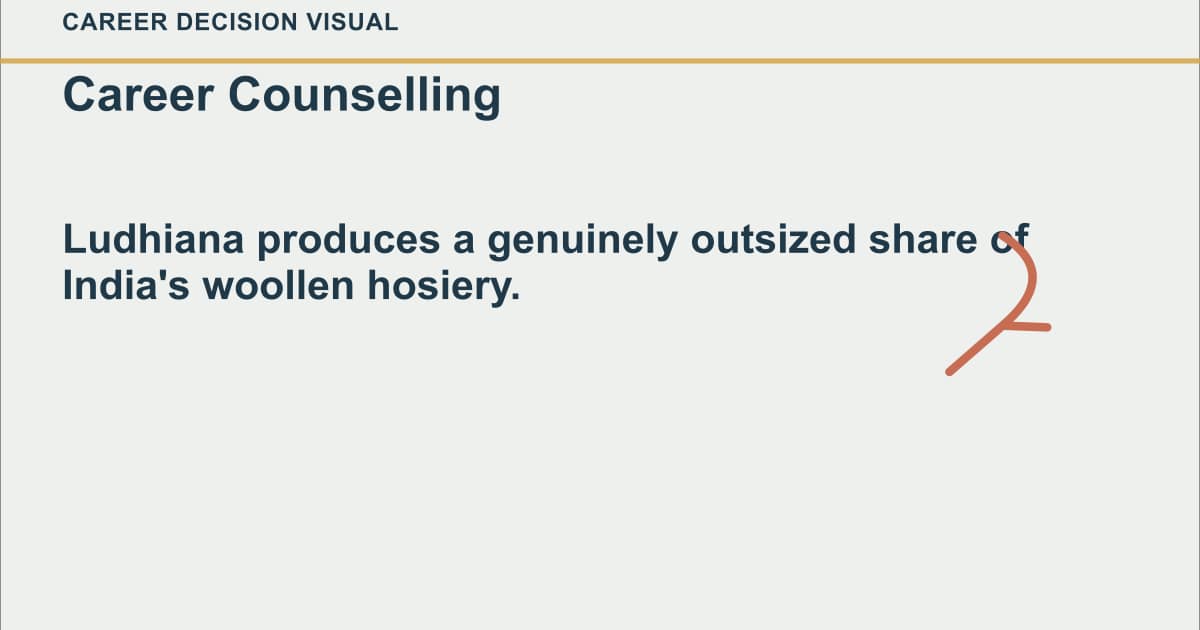 CAREER DECISION VISUAL
Career Counselling
Ludhiana produces a genuinely outsized share of
India's woollen hosiery.